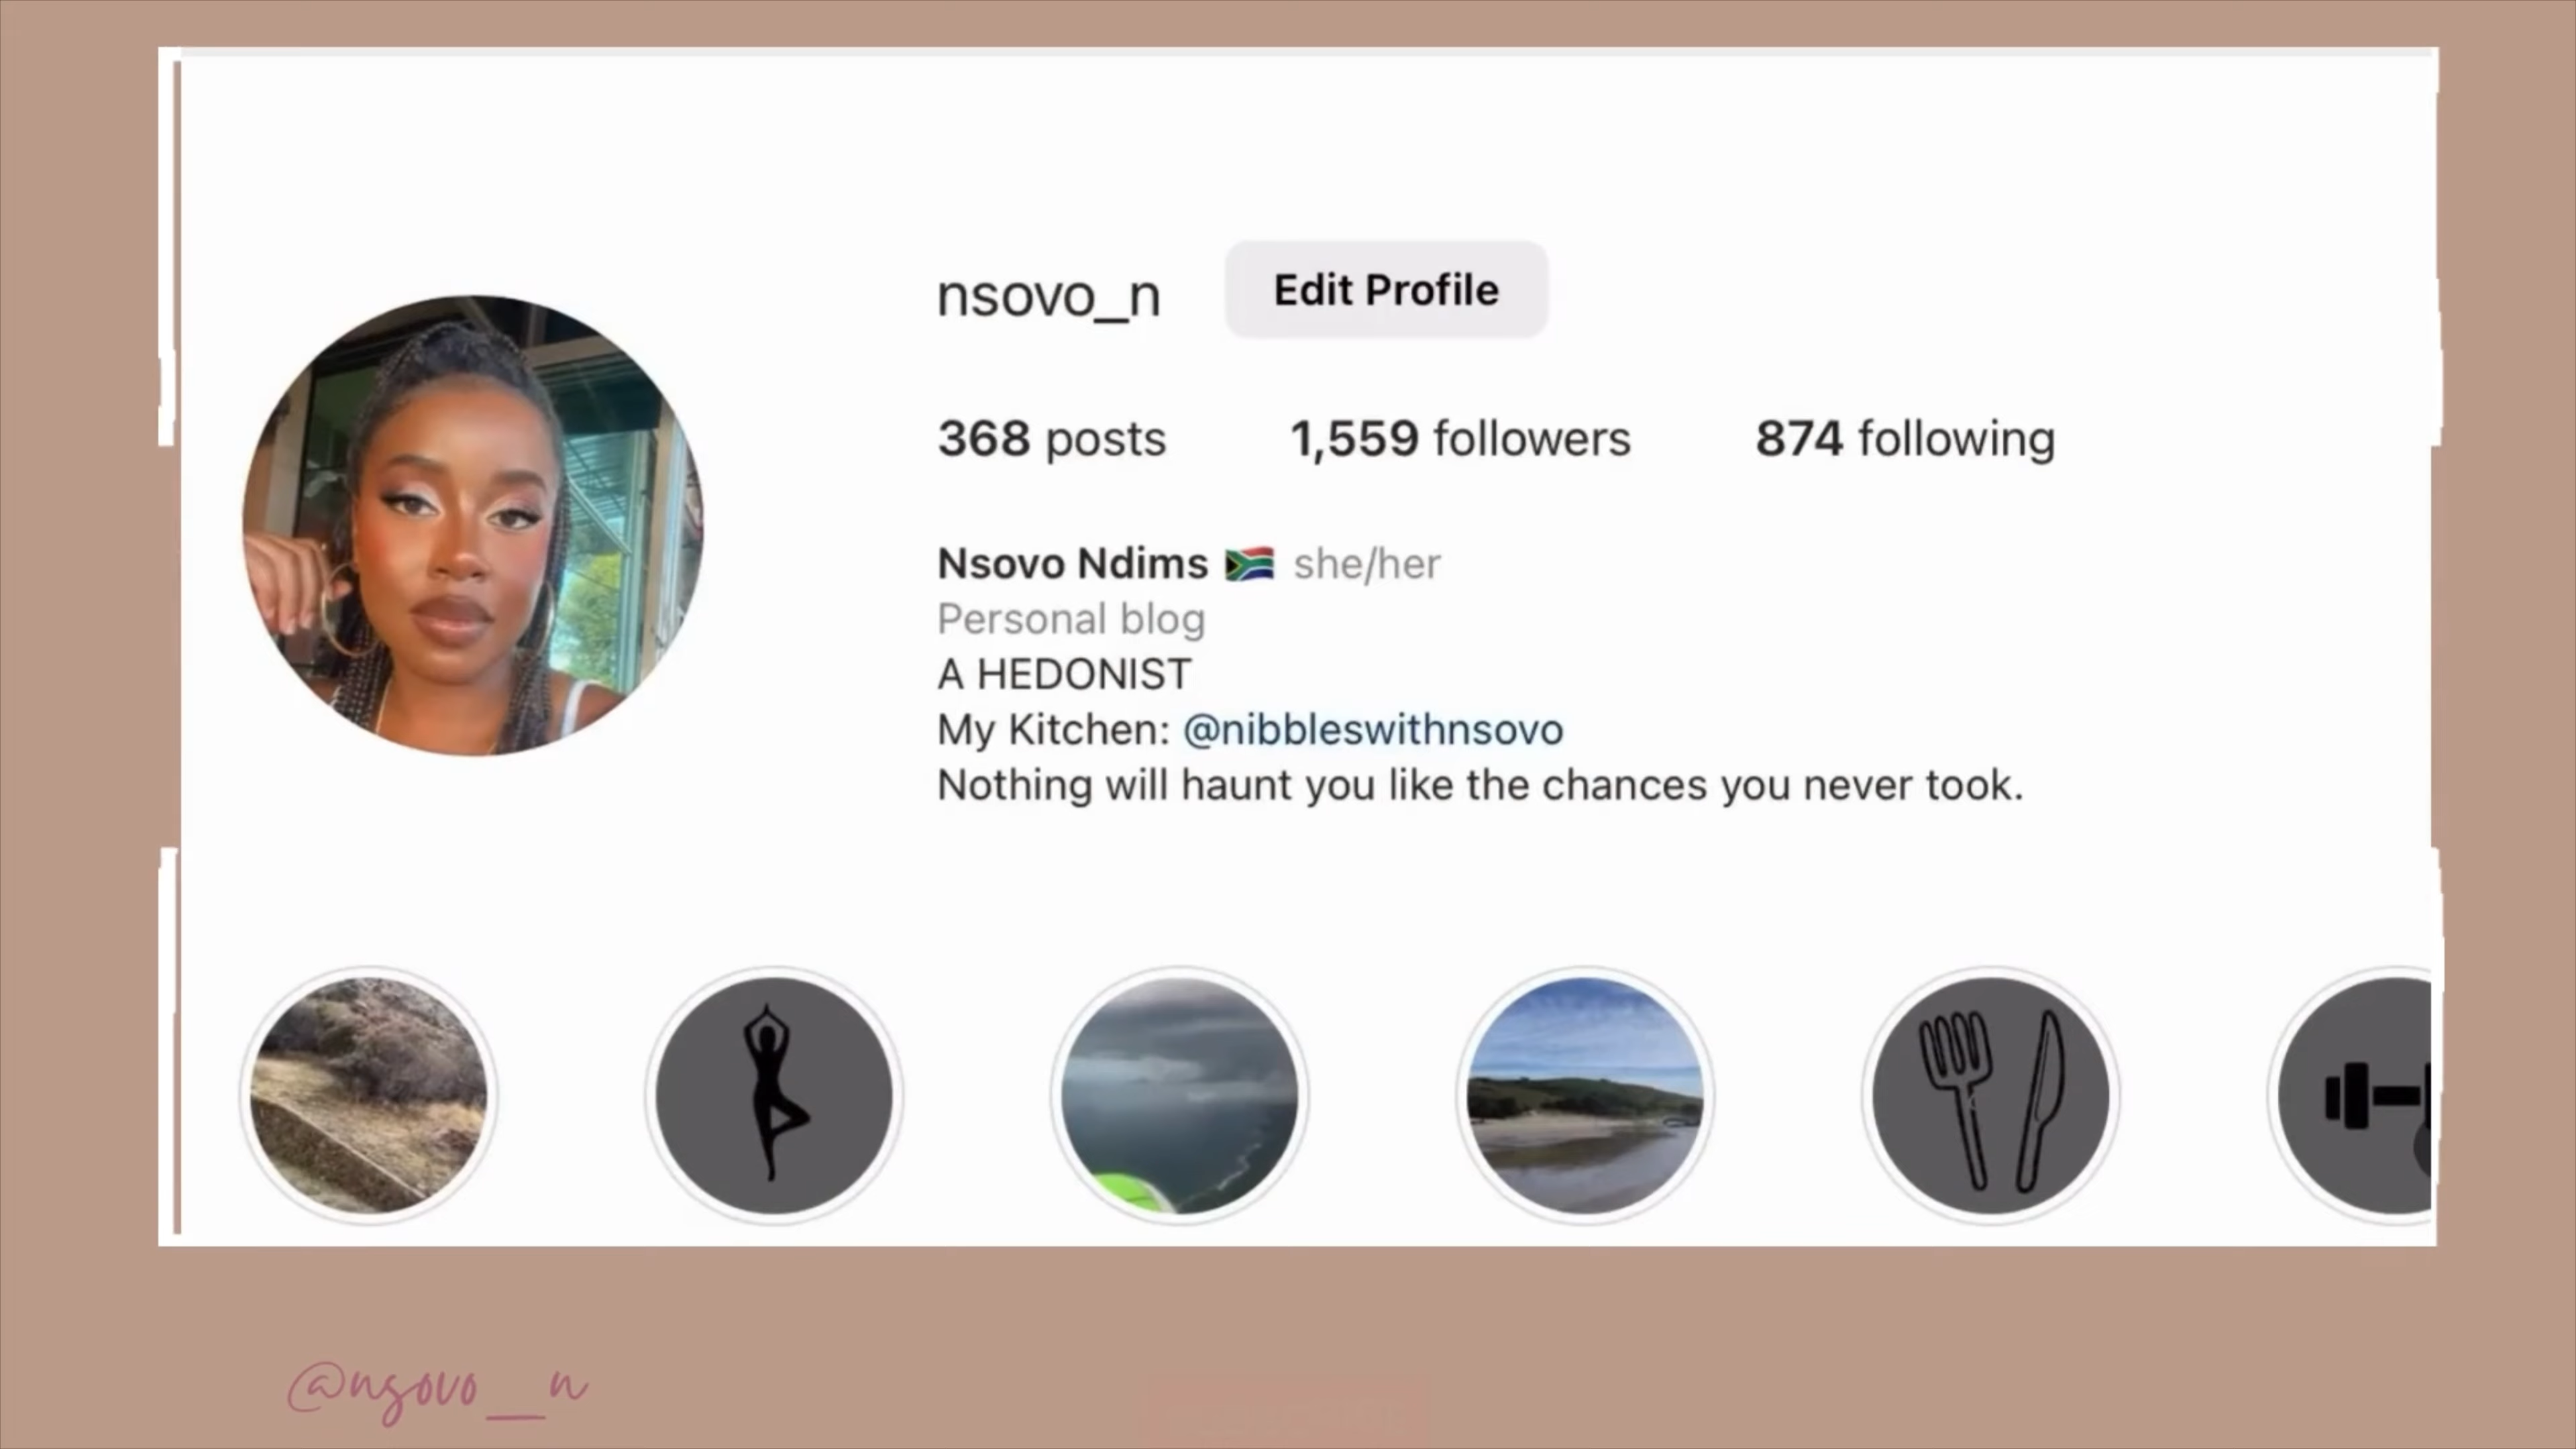 nsovo_n Edit Profile
368 posts 1,559 followers 874 following
Nsovo Ndims 🇿🇦 she/her
Personal blog
A HEDONIST
My Kitchen: @nibbleswithnsovo
Nothing will haunt you like the chances you never took.
@nsovo_n